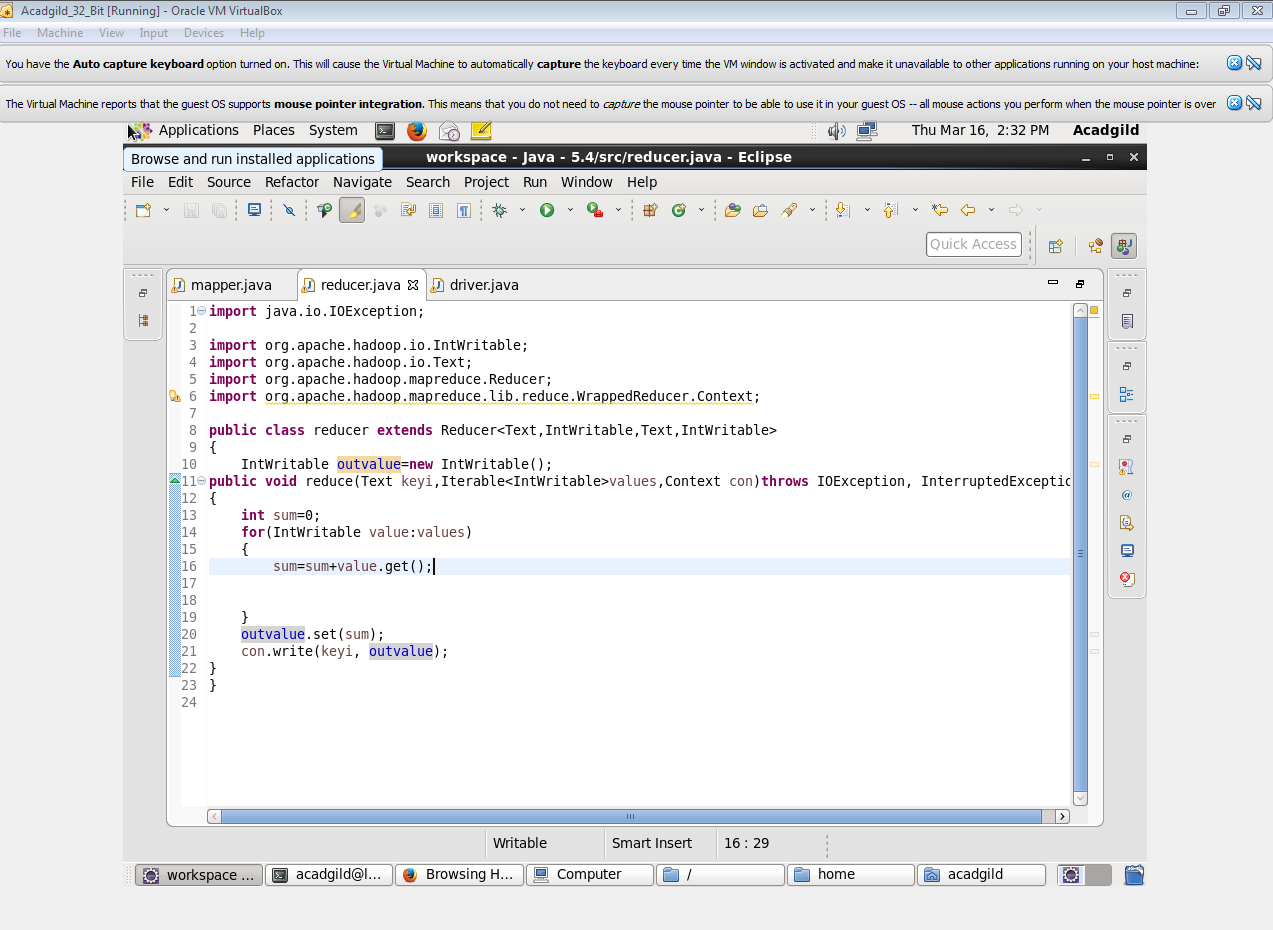 Acadgild_32_Bit [Running] - Oracle VM VirtualBox
File Machine View Input Devices Help
You have the Auto capture keyboard option turned on. This will cause the Virtual Machine to automatically capture the keyboard every time the VM window is activated and make it unavailable to other applications running on your host machine:
The Virtual Machine reports that the guest OS supports mouse pointer integration. This means that you do not need to capture the mouse pointer to be able to use it in your guest OS -- all mouse actions you perform when the mouse pointer is over
Applications Places System Thu Mar 16, 2:32 PM Acadgild
Browse and run installed applications
workspace - Java - 5.4/src/reducer.java - Eclipse
File Edit Source Refactor Navigate Search Project Run Window Help
Quick Access
mapper.java reducer.java driver.java
1 import java.io.IOException;
2
3 import org.apache.hadoop.io.IntWritable;
4 import org.apache.hadoop.io.Text;
5 import org.apache.hadoop.mapreduce.Reducer;
6 import org.apache.hadoop.mapreduce.lib.reduce.WrappedReducer.Context;
7
8 public class reducer extends Reducer<Text,IntWritable,Text,IntWritable>
9 {
10 IntWritable outvalue=new IntWritable();
11 public void reduce(Text keyi,Iterable<IntWritable>values,Context con)throws IOException, InterruptedExceptio
12 {
13 int sum=0;
14 for(IntWritable value:values)
15 {
16 sum=sum+value.get();
17
18
19 }
20 outvalue.set(sum);
21 con.write(keyi, outvalue);
22 }
23 }
24
Writable Smart Insert 16 : 29
workspace ... acadgild@l... Browsing H... Computer / home acadgild